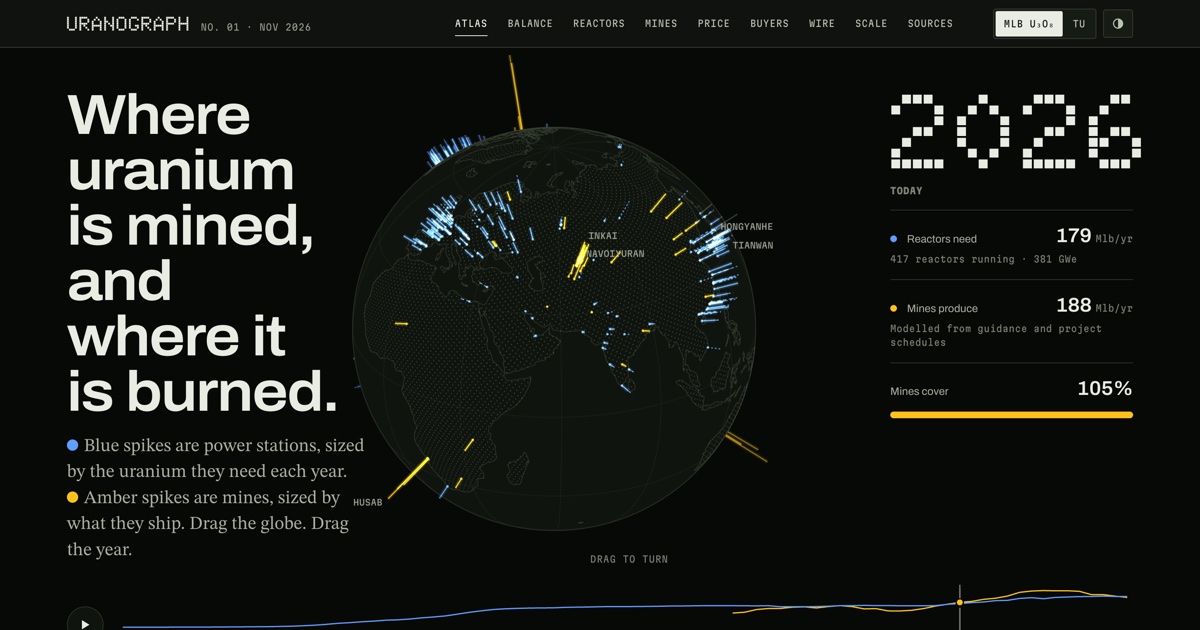 URANOGRAPH NO. 01 · NOV 2026
ATLAS BALANCE REACTORS MINES PRICE BUYERS WIRE SCALE SOURCES
MLB U₃O₈ TU
Where
uranium
is mined,
and
where it
is burned.
Blue spikes are power stations, sized
by the uranium they need each year.
Amber spikes are mines, sized by
what they ship. Drag the globe. Drag
the year.
INKAI
HONGYANHE
TIANWAN
HUSAB
DRAG TO TURN
2026
TODAY
Reactors need 179 Mlb/yr
417 reactors running · 381 GWe
Mines produce 188 Mlb/yr
Modelled from guidance and project
schedules
Mines cover 105%